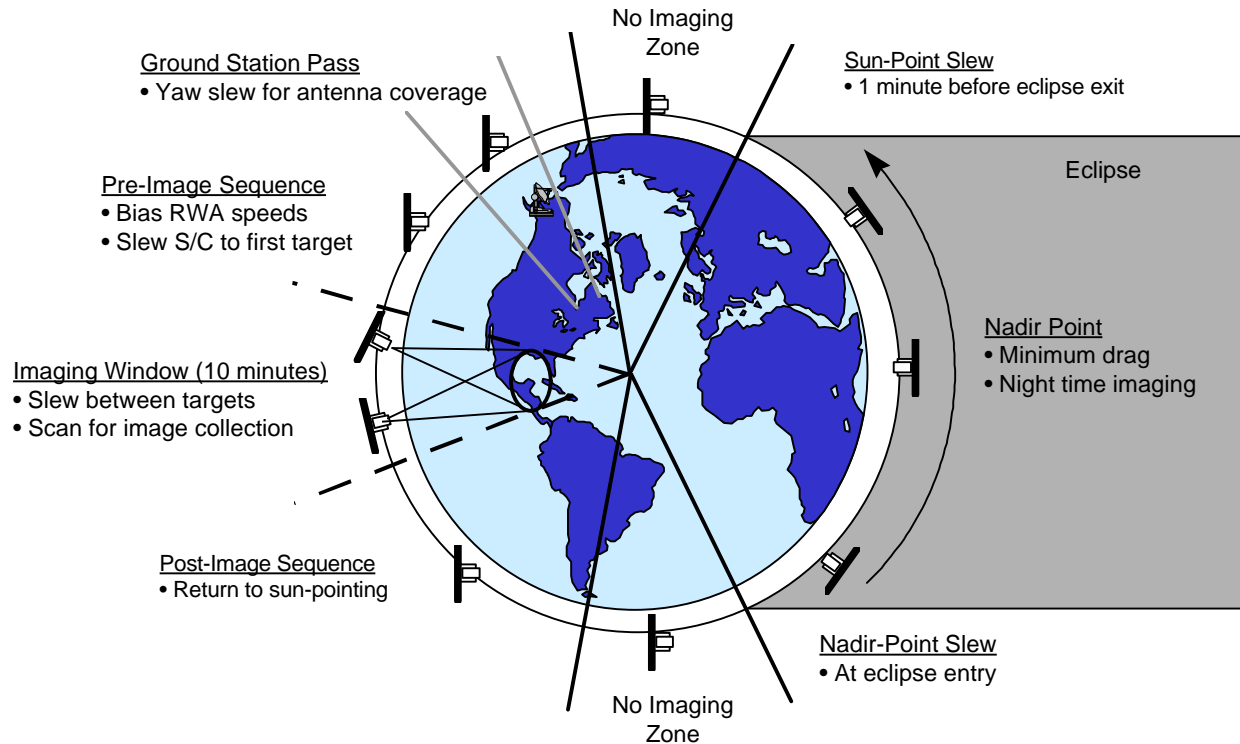 No Imaging
Zone
Ground Station Pass
• Yaw slew for antenna coverage
Sun-Point Slew
• 1 minute before eclipse exit
Eclipse
Pre-Image Sequence
• Bias RWA speeds
• Slew S/C to first target
Nadir Point
• Minimum drag
• Night time imaging
Imaging Window (10 minutes)
• Slew between targets
• Scan for image collection
Post-Image Sequence
• Return to sun-pointing
Nadir-Point Slew
• At eclipse entry
No Imaging
Zone